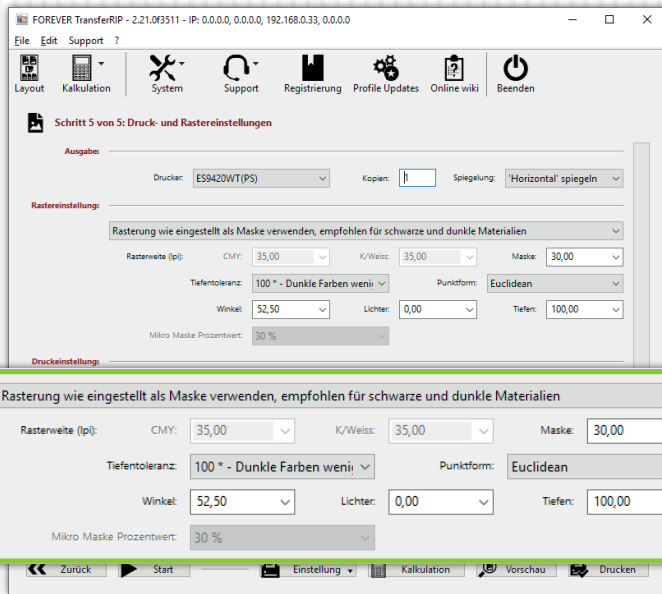 FOREVER TransferRIP - 2.21.0f3511 - IP: 0.0.0.0, 0.0.0.0, 192.168.0.33, 0.0.0.0
File Edit Support ?
Layout Kalkulation System Support Registrierung Profile Updates Online wiki Beenden
Schritt 5 von 5: Druck- und Rastereinstellungen
Ausgabe:
Drucker: ES9420WT(PS) Kopien: 1 Spiegelung: 'Horizontal' spiegeln
Rastereinstellung:
Rasterung wie eingestellt als Maske verwenden, empfohlen für schwarze und dunkle Materialien
Rasterweite (lpi): CMY: 35,00 K/Weiss: 35,00 Maske: 30,00
Tiefentoleranz: 100 * - Dunkle Farben wenig Punktform: Euclidean
Winkel: 52,50 Lichter: 0,00 Tiefen: 100,00
Mikro Maske Prozentwert: 30 %
Druckeinstellung:
Rasterung wie eingestellt als Maske verwenden, empfohlen für schwarze und dunkle Materialien
Rasterweite (lpi): CMY: 35,00 K/Weiss: 35,00 Maske: 30,00
Tiefentoleranz: 100 * - Dunkle Farben wenig Punktform: Euclidean
Winkel: 52,50 Lichter: 0,00 Tiefen: 100,00
Mikro Maske Prozentwert: 30 %
Zurück Start Einstellung Kalkulation Vorschau Drucken